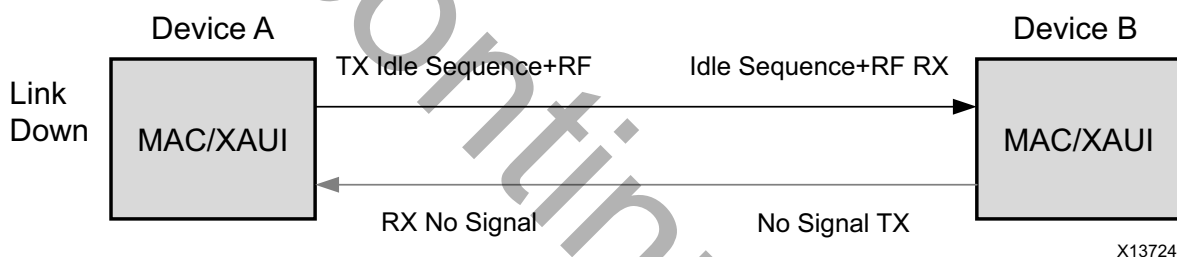 Device A
Device B
TX Idle Sequence+RF
Idle Sequence+RF RX
Link
Down
MAC/XAUI
MAC/XAUI
RX No Signal
No Signal TX
X13724